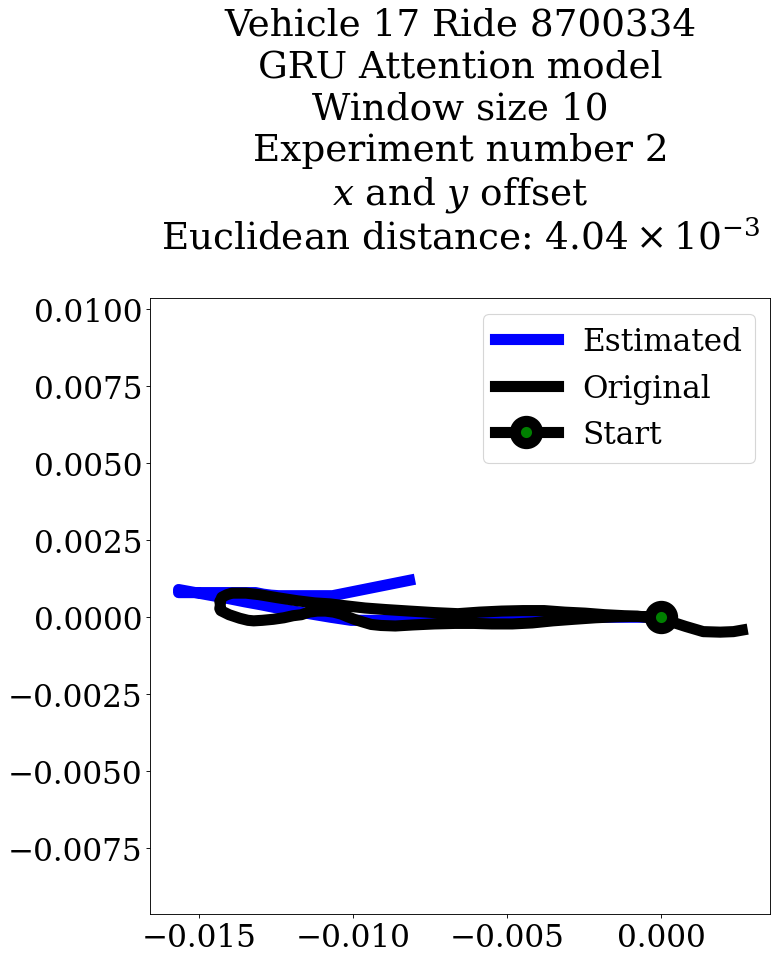 Vehicle 17 Ride 8700334
GRU Attention model
Window size 10
Experiment number 2
x and y offset
Euclidean distance: 4.04 × 10⁻³
Estimated
Original
Start
0.0100
0.0075
0.0050
0.0025
0.0000
−0.0025
−0.0050
−0.0075
−0.015 −0.010 −0.005 0.000